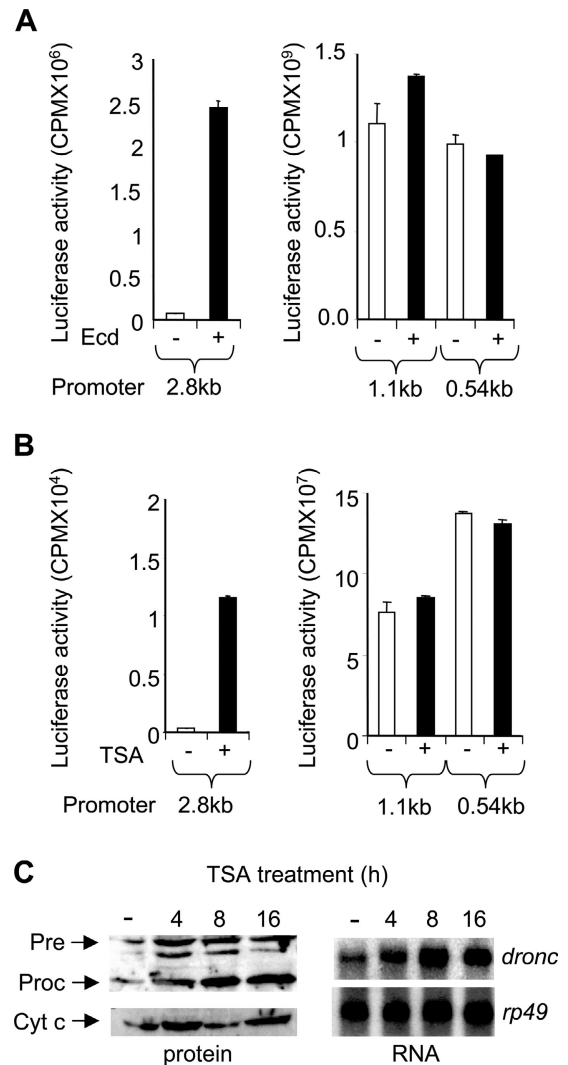 A
Luciferase activity (CPMX10⁶)
3
2.5
2
1.5
1
0.5
0
Ecd - +
Promoter 2.8kb
Luciferase activity (CPMX10⁹)
1.5
1
0.5
0.0
- + - +
1.1kb 0.54kb
B
Luciferase activity (CPMX10⁴)
2
1.5
1
0.5
0
TSA - +
Promoter 2.8kb
Luciferase activity (CPMX10⁷)
15
10
5
0
- + - +
1.1kb 0.54kb
C
TSA treatment (h)
- 4 8 16
Pre
Proc
Cyt c
protein
- 4 8 16
dronc
rp49
RNA